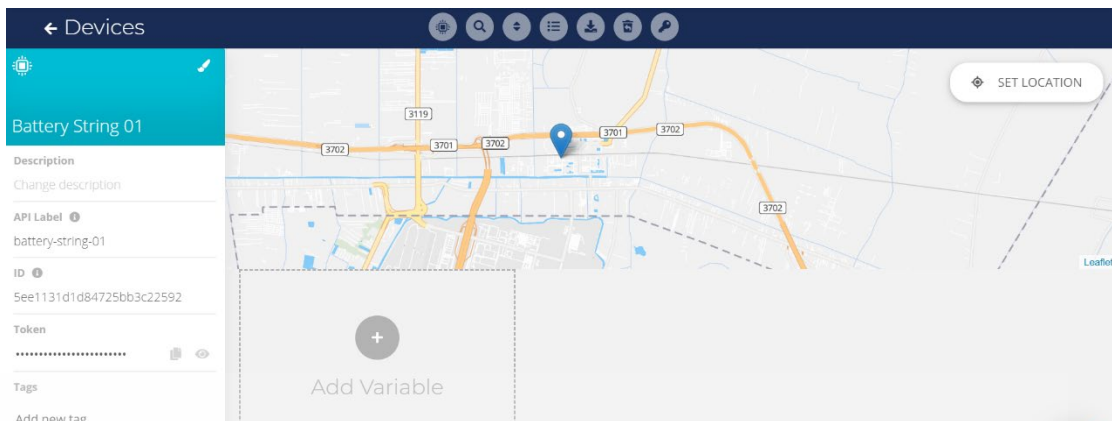 Devices
Battery String 01
Description
Change description
API Label
battery-string-01
ID
5ee1131d1d84725bb3c22592
Token
Tags
Add new tag
3119
3702
3701
3702
3701
3702
3702
SET LOCATION
Leaflet
Add Variable